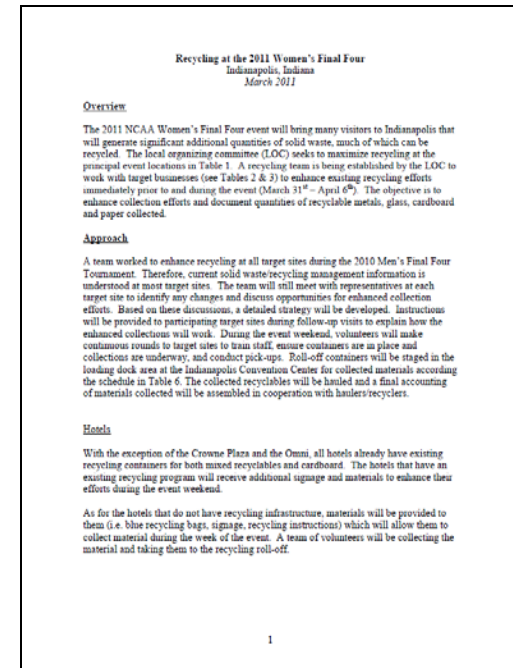 Recycling at the 2011 Women's Final Four
Indianapolis, Indiana
March 2011
Overview
The 2011 NCAA Women's Final Four event will bring many visitors to Indianapolis that
will generate significant additional quantities of solid waste, much of which can be
recycled. The local organizing committee (LOC) seeks to maximize recycling at the
principal event locations in Table 1. A recycling team is being established by the LOC to
work with target businesses (see Tables 2 & 3) to enhance existing recycling efforts
immediately prior to and during the event (March 31st – April 6th). The objective is to
enhance collection efforts and document quantities of recyclable metals, glass, cardboard
and paper collected.
Approach
A team worked to enhance recycling at all target sites during the 2010 Men's Final Four
Tournament. Therefore, current solid waste/recycling management information is
understood at most target sites. The team will still meet with representatives at each
target site to identify any changes and discuss opportunities for enhanced collection
efforts. Based on these discussions, a detailed strategy will be developed. Instructions
will be provided to participating target sites during follow-up visits to explain how the
enhanced collections will work. During the event weekend, volunteers will make
continuous rounds to target sites to train staff, ensure containers are in place and
collections are underway, and conduct pick-ups. Roll-off containers will be staged in the
loading dock area at the Indianapolis Convention Center for collected materials according
the schedule in Table 6. The collected recyclables will be hauled and a final accounting
of materials collected will be assembled in cooperation with haulers/recyclers.
Hotels
With the exception of the Crowne Plaza and the Omni, all hotels already have existing
recycling containers for both mixed recyclables and cardboard. The hotels that have an
existing recycling program will receive additional signage and materials to enhance their
efforts during the event weekend.
As for the hotels that do not have recycling infrastructure, materials will be provided to
them (i.e. blue recycling bags, signage, recycling instructions) which will allow them to
collect material during the week of the event. A team of volunteers will be collecting the
material and taking them to the recycling roll-off.
1